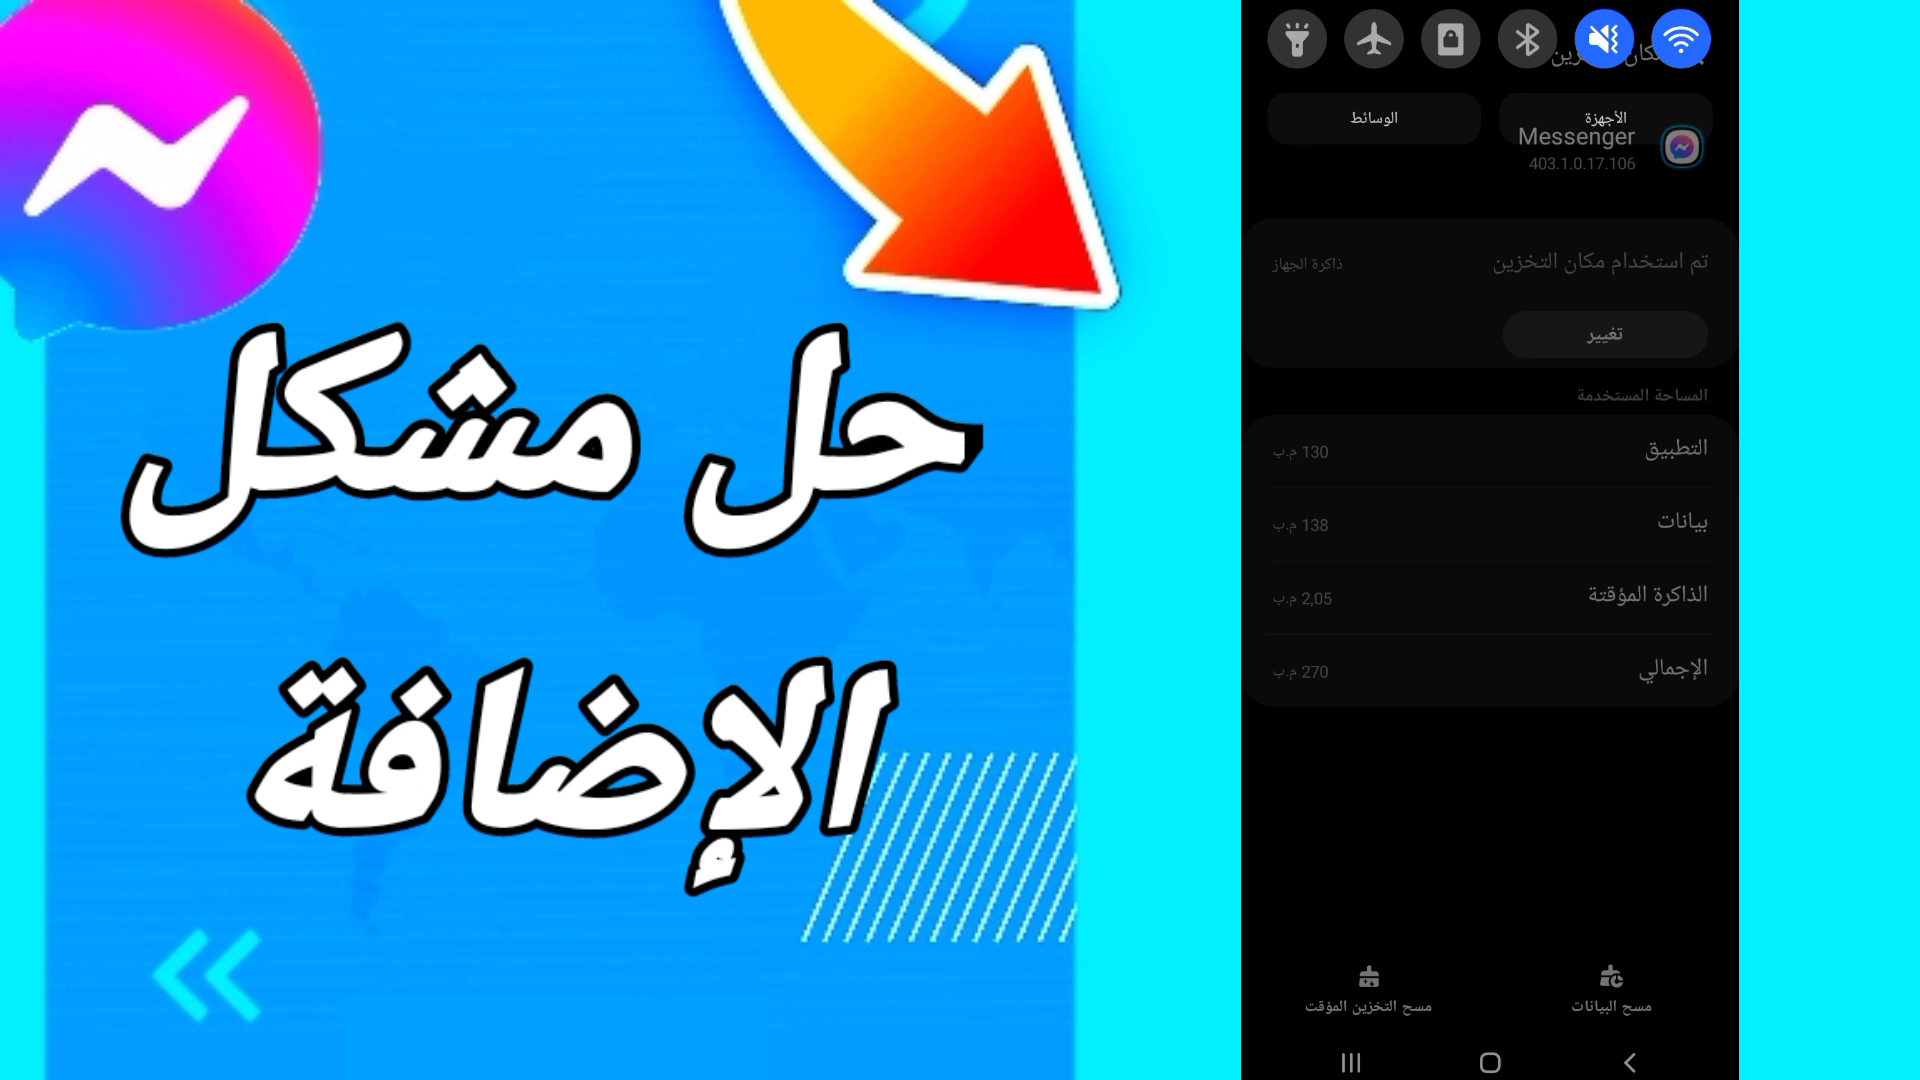 حل مشكل
الإضافة
الأجهزة
الوسائط
Messenger
403.1.0.17.106
تم استخدام مكان التخزين
ذاكرة الجهاز
تغيير
المساحة المستخدمة
التطبيق
130 م.ب
بيانات
138 م.ب
الذاكرة المؤقتة
2,05 م.ب
الإجمالي
270 م.ب
مسح البيانات
مسح التخزين المؤقت